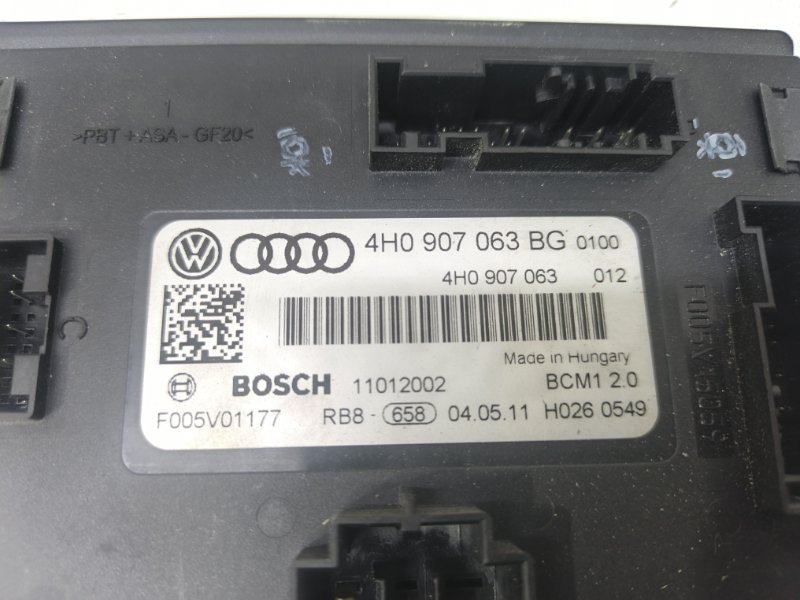 1
>PBT+ASA-GF20<
4H0 907 063 BG 0100
4H0 907 063 012
Made in Hungary
BOSCH 11012002 BCM1 2.0
F005V01177 RB8-658 04.05.11 H026 0549
C